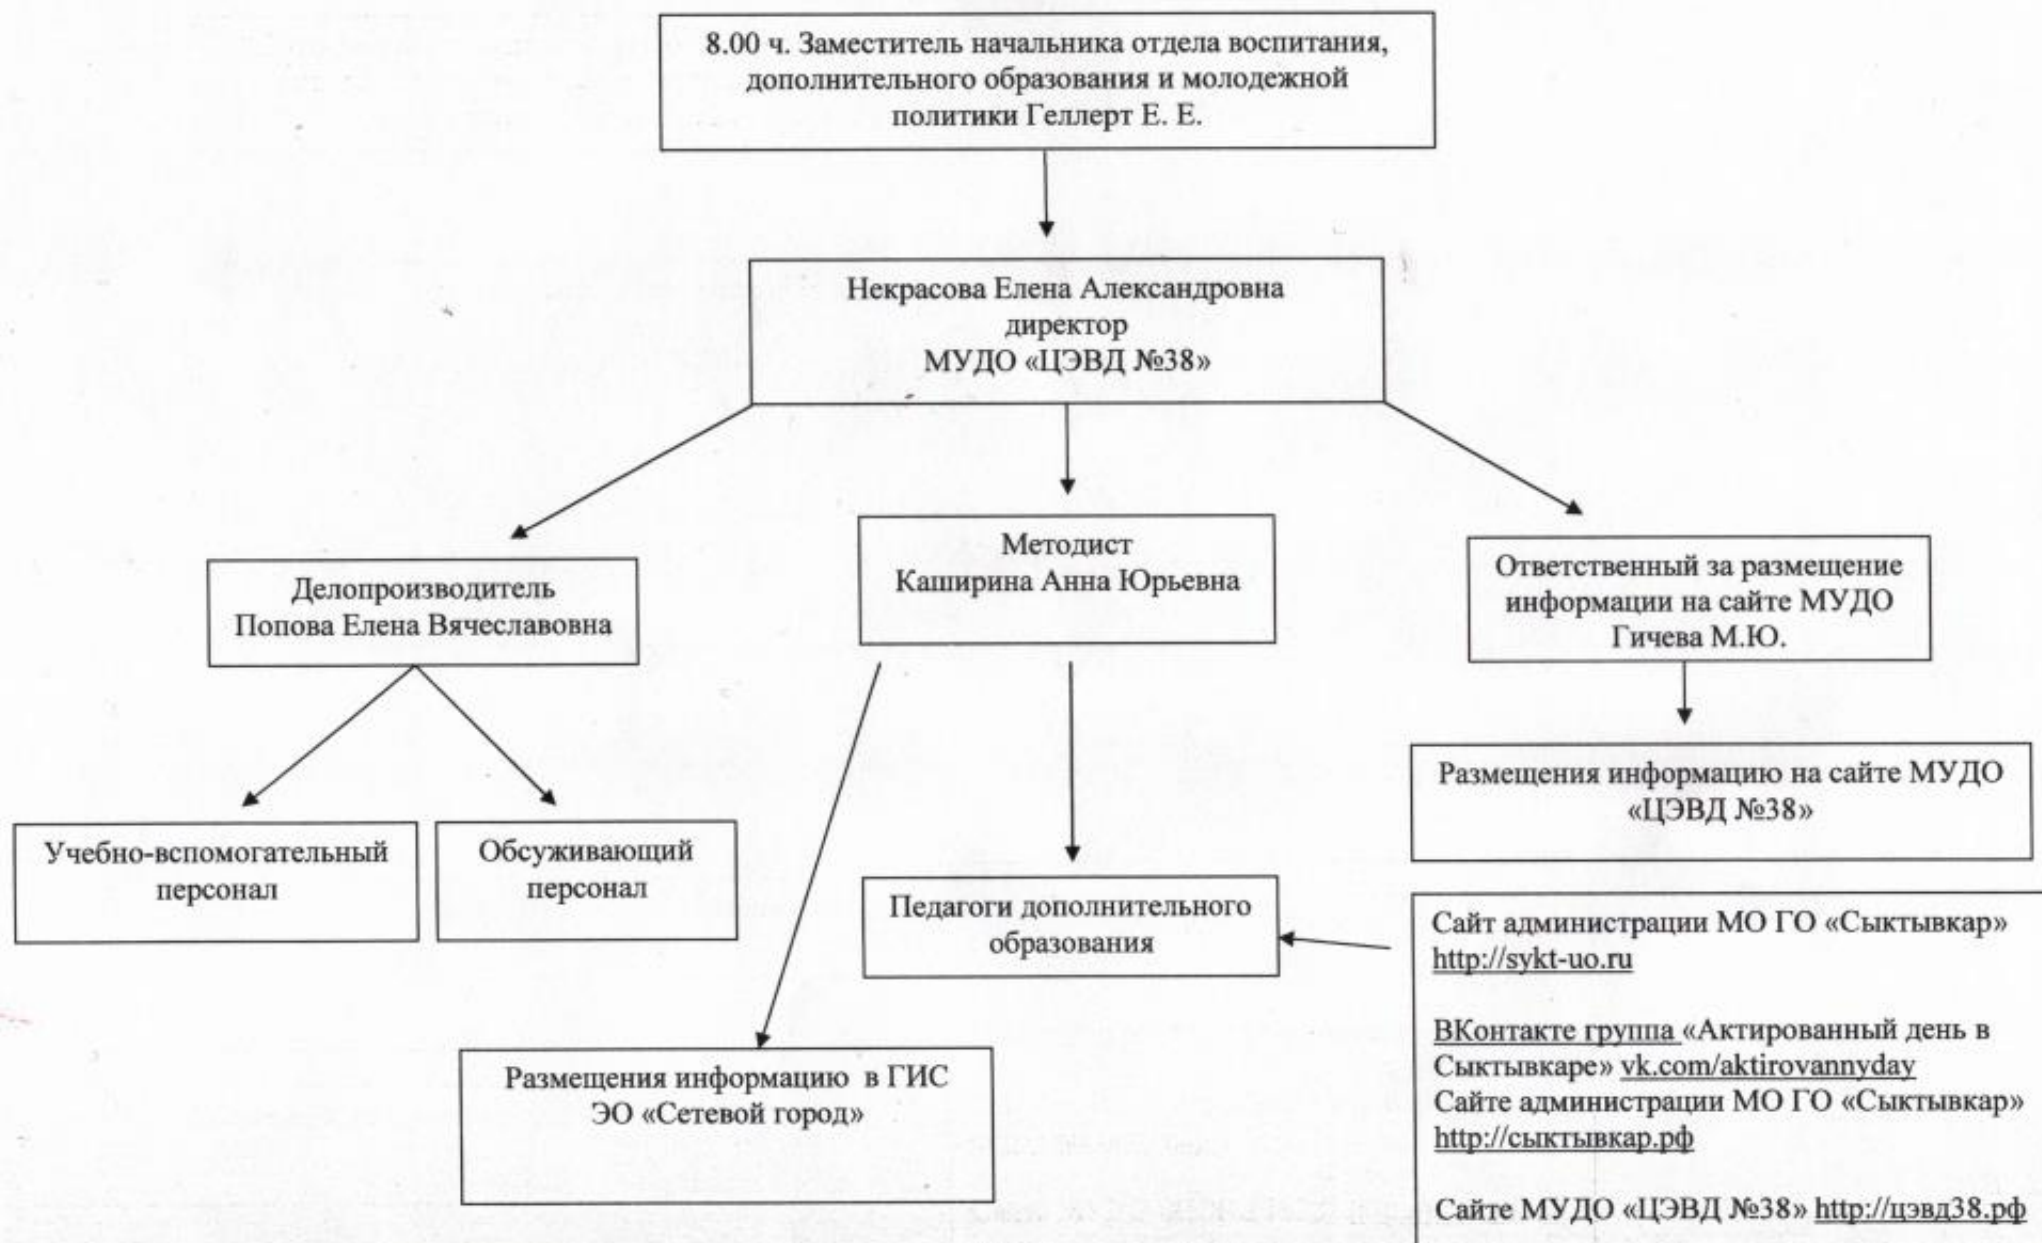 8.00 ч. Заместитель начальника отдела воспитания,
дополнительного образования и молодежной
политики Геллерт Е. Е.
Некрасова Елена Александровна
директор
МУДО «ЦЭВД №38»
Делопроизводитель
Попова Елена Вячеславовна
Методист
Каширина Анна Юрьевна
Ответственный за размещение
информации на сайте МУДО
Гичева М.Ю.
Учебно-вспомогательный
персонал
Обсуживающий
персонал
Педагоги дополнительного
образования
Размещения информацию на сайте МУДО
«ЦЭВД №38»
Размещения информацию в ГИС
ЭО «Сетевой город»
Сайт администрации МО ГО «Сыктывкар»
http://sykt-uo.ru
ВКонтакте группа «Актированный день в
Сыктывкаре» vk.com/aktirovannyday
Сайте администрации МО ГО «Сыктывкар»
http://сыктывкар.рф
Сайте МУДО «ЦЭВД №38» http://цэвд38.рф